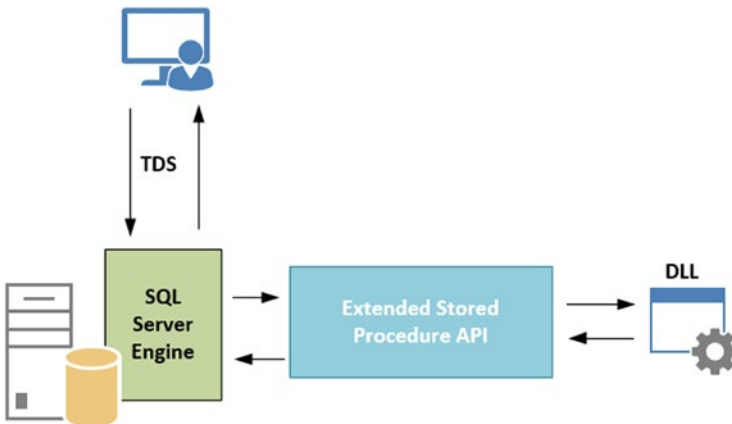 TDS
SQL
Server
Engine
Extended Stored
Procedure API
DLL